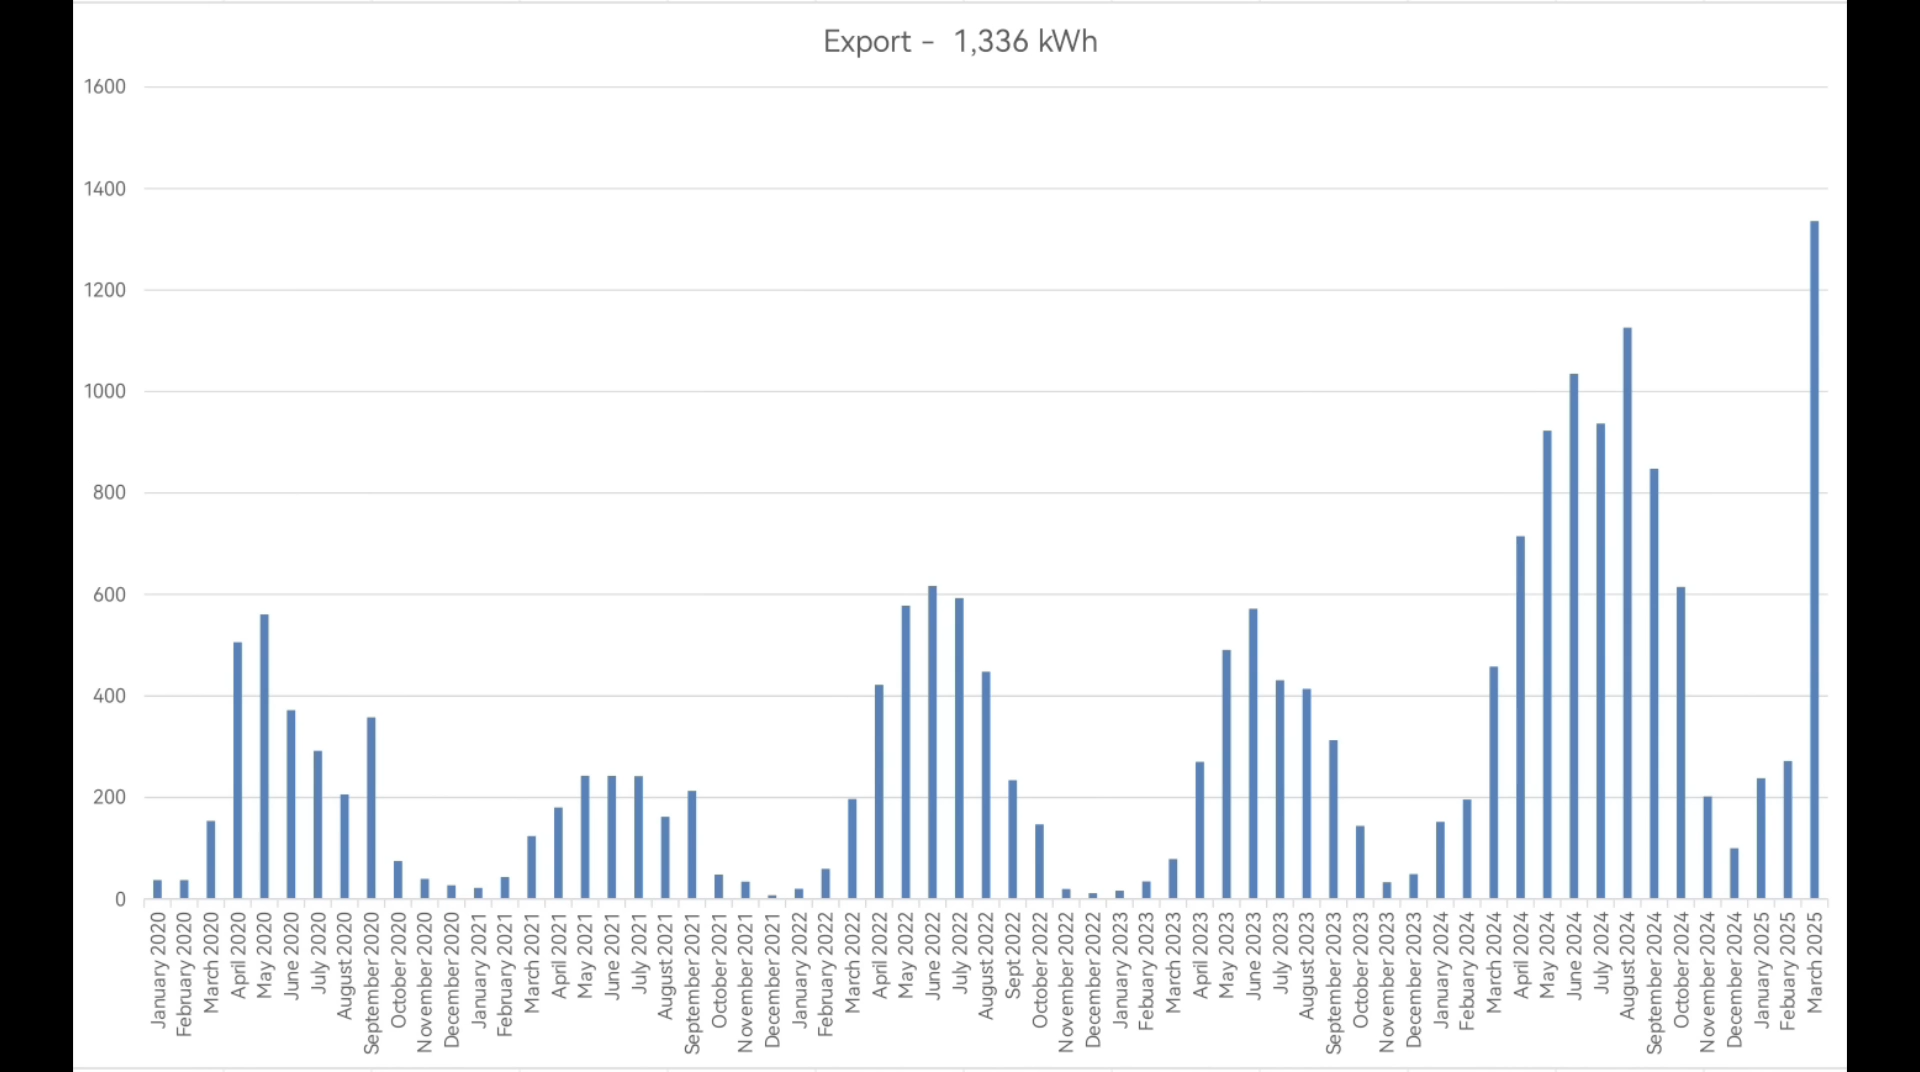 Export -  1,336 kWh
1600
1400
1200
1000
800
600
400
200
0
January 2020
February 2020
March 2020
April 2020
May 2020
June 2020
July 2020
August 2020
September 2020
October 2020
November 2020
December 2020
January 2021
February 2021
March 2021
April 2021
May 2021
June 2021
July 2021
August 2021
September 2021
October 2021
November 2021
December 2021
January 2022
February 2022
March 2022
April 2022
May 2022
June 2022
July 2022
August 2022
Sept 2022
October 2022
November 2022
December 2022
January 2023
Febuary 2023
March 2023
April 2023
May 2023
June 2023
July 2023
August 2023
September 2023
October 2023
November 2023
December 2023
January 2024
Febuary 2024
March 2024
April 2024
May 2024
June 2024
July 2024
August 2024
September 2024
October 2024
November 2024
December 2024
January 2025
Febuary 2025
March 2025